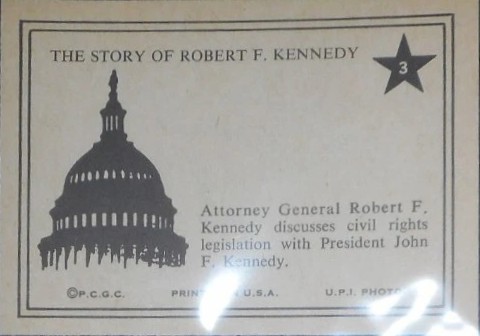 THE STORY OF ROBERT F. KENNEDY
3
Attorney General Robert F.
Kennedy discusses civil rights
legislation with President John
F. Kennedy.
©P.C.G.C. PRIN U.S.A. U.P.I. PHOTO